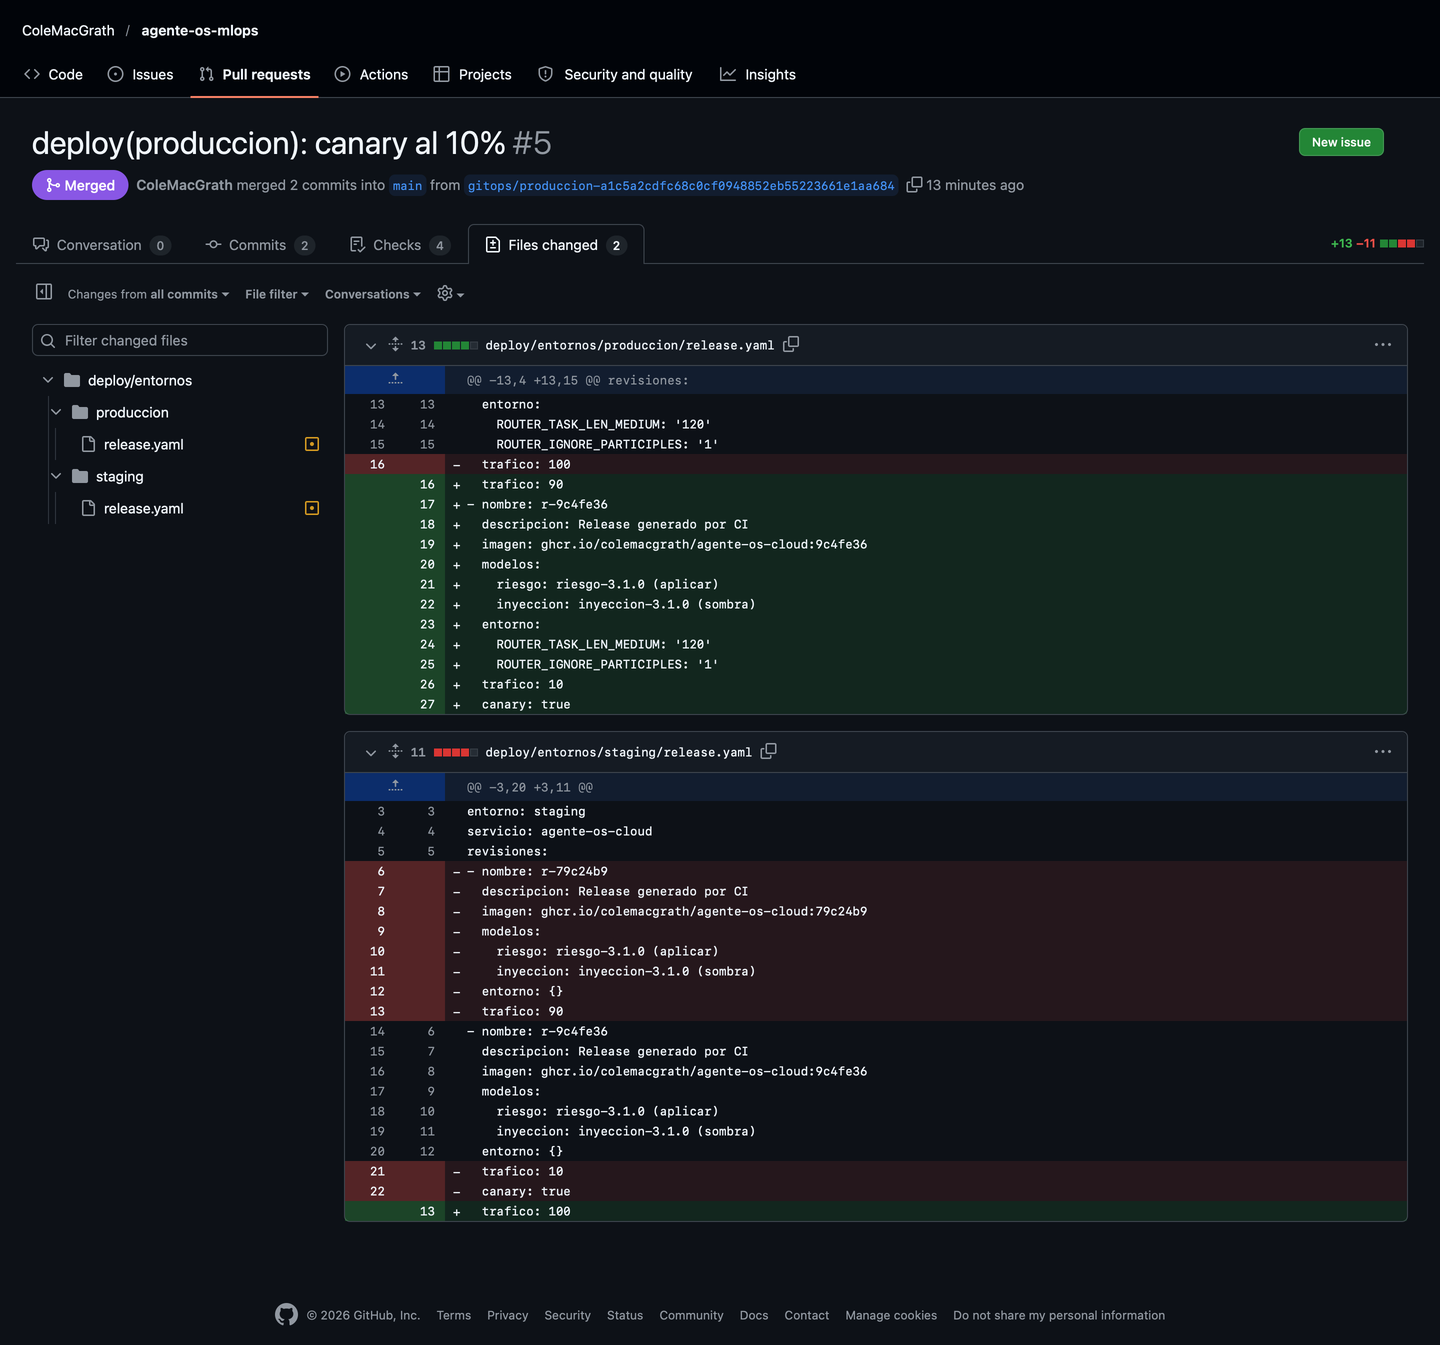 ColeMacGrath / agente-os-mlops
Code Issues Pull requests Actions Projects Security and quality Insights
deploy(produccion): canary al 10% #5
New issue
Merged ColeMacGrath merged 2 commits into main from gitops/produccion-a1c5a2cdfc68c0cf0948852eb55223661e1aa684 13 minutes ago
Conversation 0 Commits 2 Checks 4 Files changed 2 +13 −11
Changes from all commits File filter Conversations
Filter changed files
deploy/entornos
produccion
release.yaml
staging
release.yaml
13 deploy/entornos/produccion/release.yaml
@@ -13,4 +13,15 @@ revisiones:
13 13 entorno:
14 14 ROUTER_TASK_LEN_MEDIUM: '120'
15 15 ROUTER_IGNORE_PARTICIPLES: '1'
16 - trafico: 100
16 + trafico: 90
17 + - nombre: r-9c4fe36
18 + descripcion: Release generado por CI
19 + imagen: ghcr.io/colemacgrath/agente-os-cloud:9c4fe36
20 + modelos:
21 + riesgo: riesgo-3.1.0 (aplicar)
22 + inyeccion: inyeccion-3.1.0 (sombra)
23 + entorno:
24 + ROUTER_TASK_LEN_MEDIUM: '120'
25 + ROUTER_IGNORE_PARTICIPLES: '1'
26 + trafico: 10
27 + canary: true
11 deploy/entornos/staging/release.yaml
@@ -3,20 +3,11 @@
3 3 entorno: staging
4 4 servicio: agente-os-cloud
5 5 revisiones:
6 - - nombre: r-79c24b9
7 - descripcion: Release generado por CI
8 - imagen: ghcr.io/colemacgrath/agente-os-cloud:79c24b9
9 - modelos:
10 - riesgo: riesgo-3.1.0 (aplicar)
11 - inyeccion: inyeccion-3.1.0 (sombra)
12 - entorno: {}
13 - trafico: 90
14 6 - nombre: r-9c4fe36
15 7 descripcion: Release generado por CI
16 8 imagen: ghcr.io/colemacgrath/agente-os-cloud:9c4fe36
17 9 modelos:
18 10 riesgo: riesgo-3.1.0 (aplicar)
19 11 inyeccion: inyeccion-3.1.0 (sombra)
20 12 entorno: {}
21 - trafico: 10
22 - canary: true
13 + trafico: 100
© 2026 GitHub, Inc. Terms Privacy Security Status Community Docs Contact Manage cookies Do not share my personal information